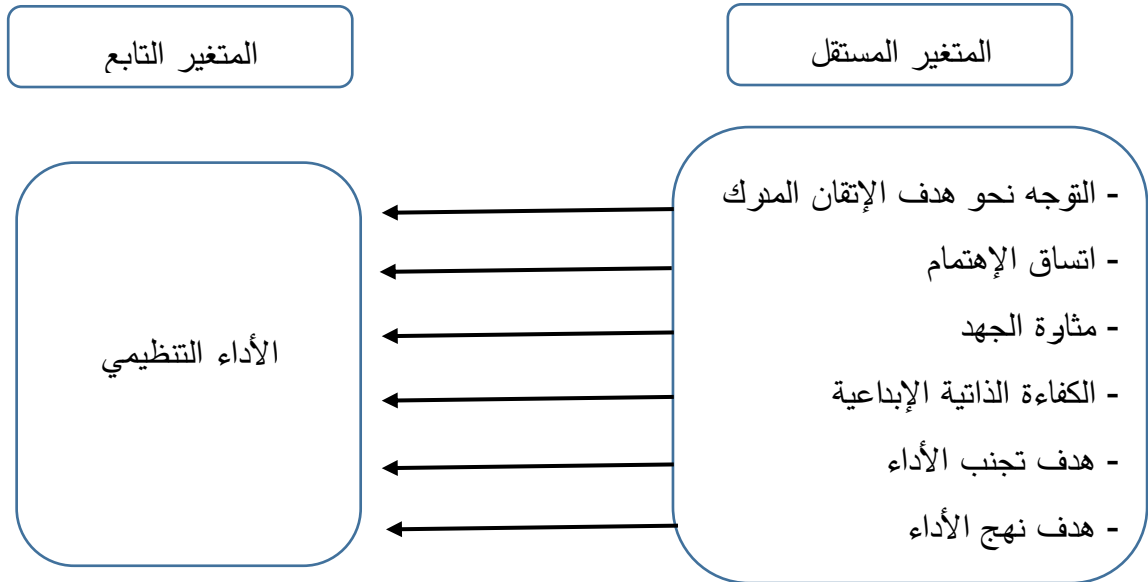 المتغير المستقل
المتغير التابع
- التوجه نحو هدف الإتقان المدرك
- اتساق الإهتمام
- مثاورة الجهد
- الكفاءة الذاتية الإبداعية
- هدف تجنب الأداء
- هدف نهج الأداء
الأداء التنظيمي